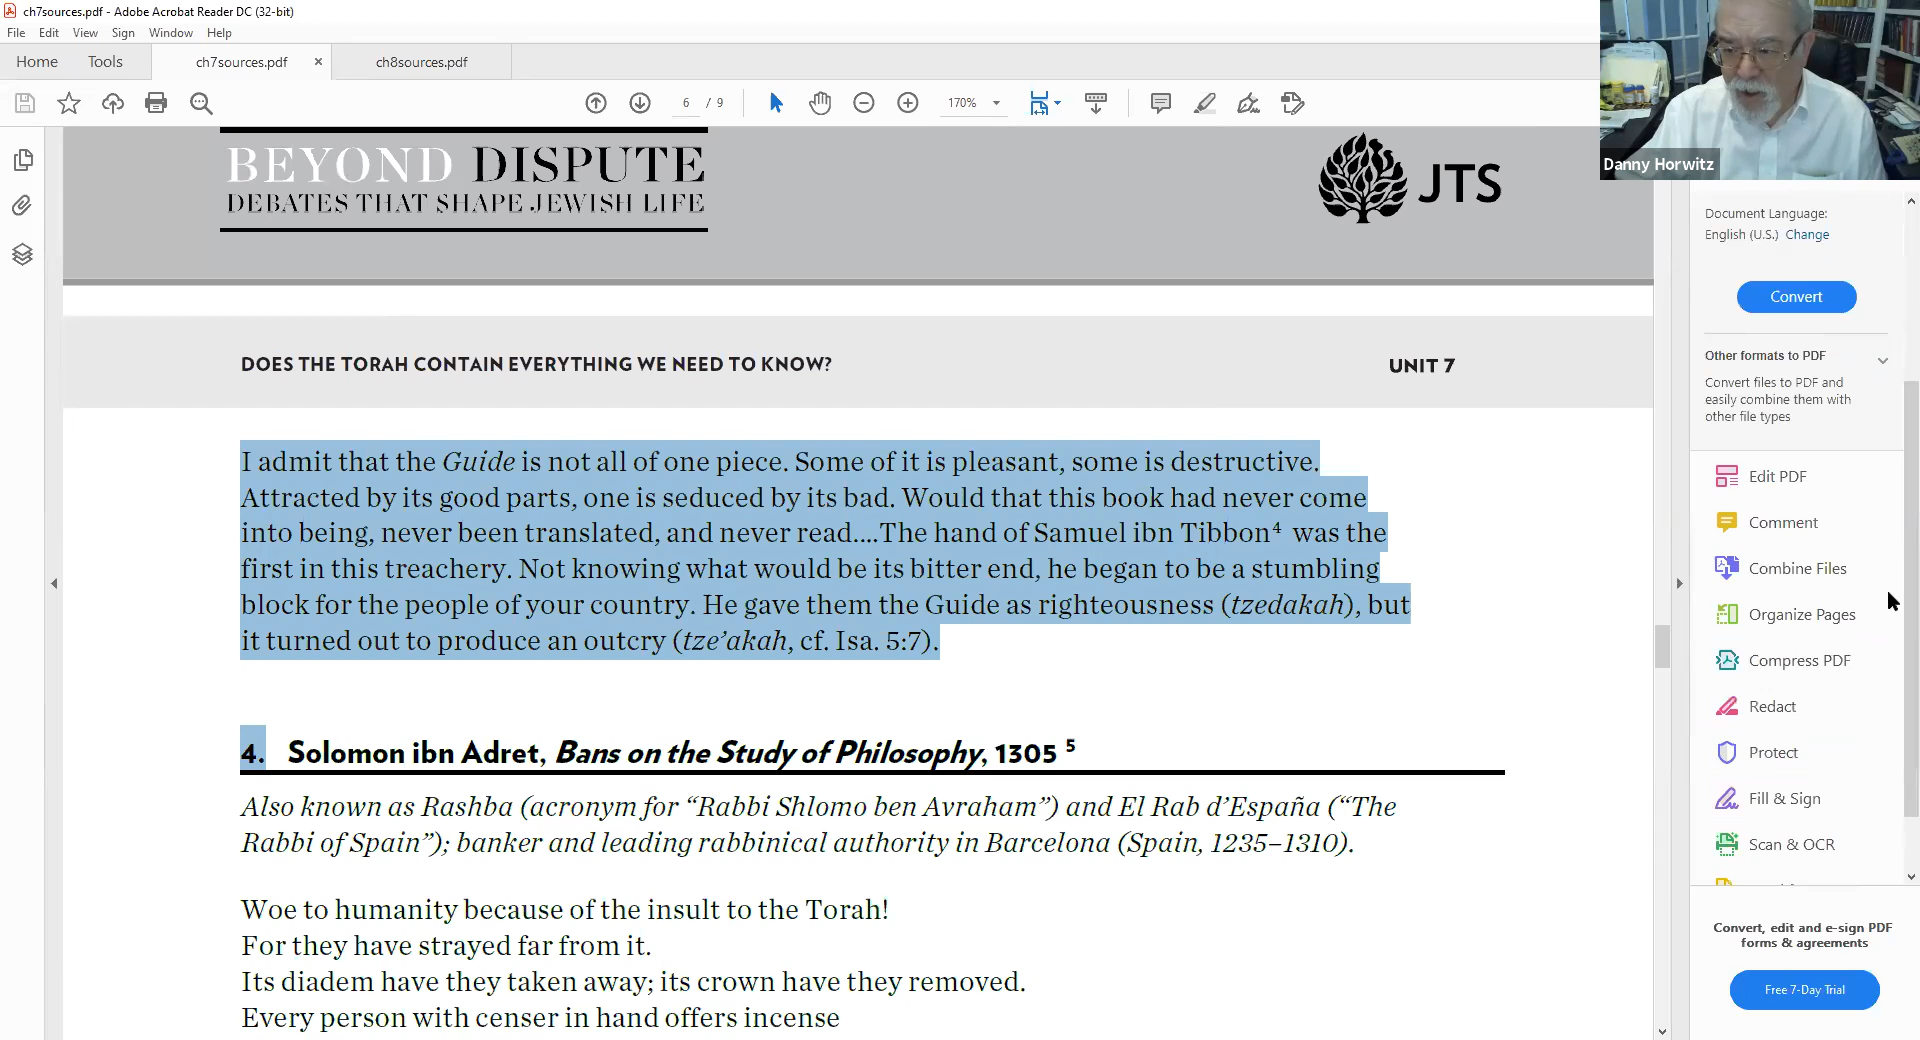 ch7sources.pdf - Adobe Acrobat Reader DC (32-bit)
File Edit View Sign Window Help
Home Tools ch7sources.pdf × ch8sources.pdf
6 / 9 170%
BEYOND DISPUTE
DEBATES THAT SHAPE JEWISH LIFE
JTS
Danny Horwitz
DOES THE TORAH CONTAIN EVERYTHING WE NEED TO KNOW? UNIT 7
I admit that the Guide is not all of one piece. Some of it is pleasant, some is destructive.
Attracted by its good parts, one is seduced by its bad. Would that this book had never come
into being, never been translated, and never read....The hand of Samuel ibn Tibbon⁴ was the
first in this treachery. Not knowing what would be its bitter end, he began to be a stumbling
block for the people of your country. He gave them the Guide as righteousness (tzedakah), but
it turned out to produce an outcry (tze’akah, cf. Isa. 5:7).
4. Solomon ibn Adret, Bans on the Study of Philosophy, 1305 ⁵
Also known as Rashba (acronym for “Rabbi Shlomo ben Avraham”) and El Rab d’España (“The
Rabbi of Spain”); banker and leading rabbinical authority in Barcelona (Spain, 1235–1310).
Woe to humanity because of the insult to the Torah!
For they have strayed far from it.
Its diadem have they taken away; its crown have they removed.
Every person with censer in hand offers incense
Document Language:
English (U.S.) Change
Convert
Other formats to PDF
Convert files to PDF and
easily combine them with
other file types
Edit PDF
Comment
Combine Files
Organize Pages
Compress PDF
Redact
Protect
Fill & Sign
Scan & OCR
Convert, edit and e-sign PDF
forms & agreements
Free 7-Day Trial